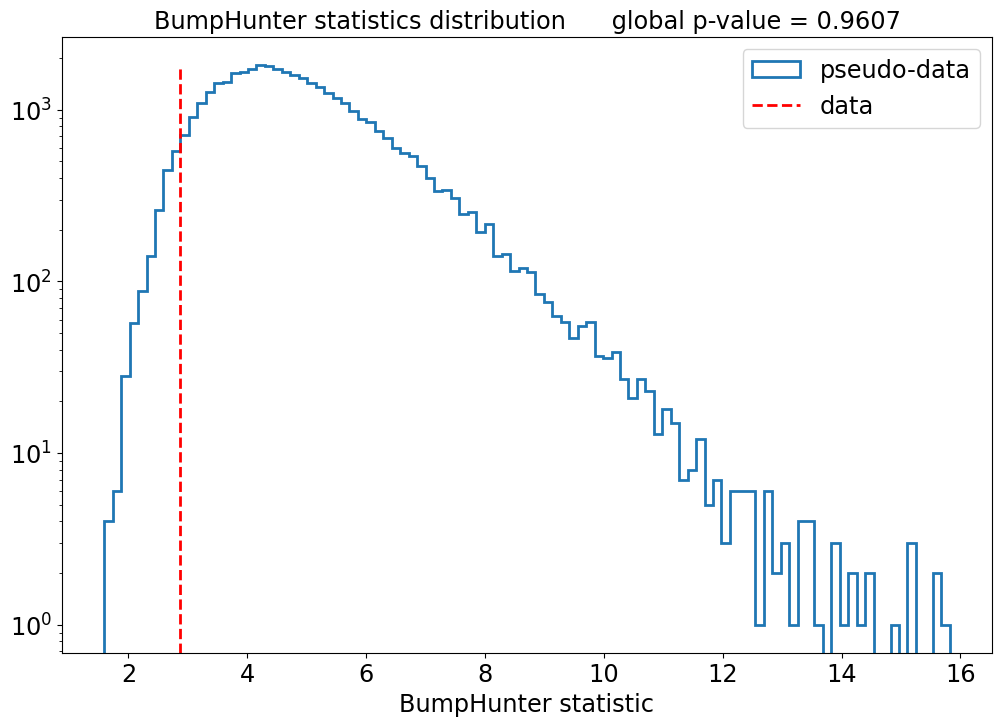 BumpHunter statistics distribution      global p-value = 0.9607
pseudo-data
data
10³
10²
10¹
10⁰
2 4 6 8 10 12 14 16
BumpHunter statistic